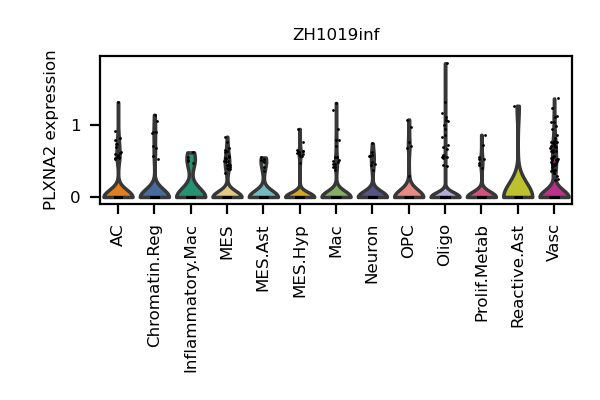 ZH1019inf
PLXNA2 expression
1
0
AC
Chromatin.Reg
Inflammatory.Mac
MES
MES.Ast
MES.Hyp
Mac
Neuron
OPC
Oligo
Prolif.Metab
Reactive.Ast
Vasc